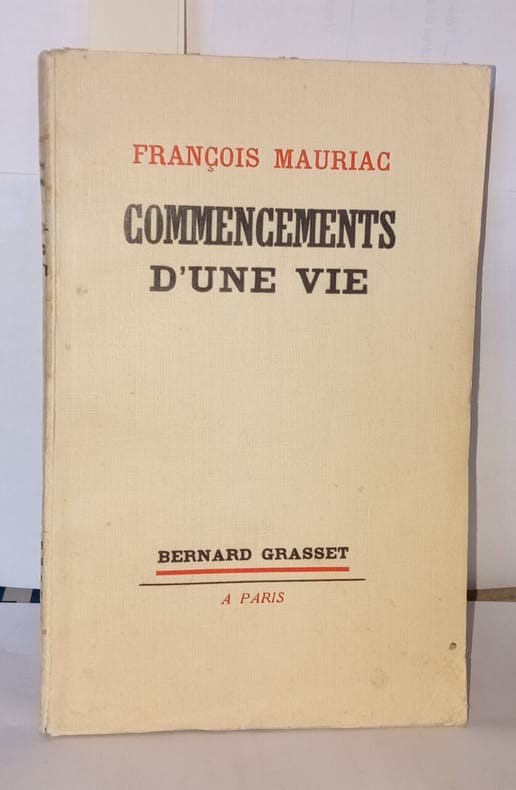 FRANÇOIS MAURIAC
COMMENCEMENTS
D'UNE VIE
BERNARD GRASSET
A PARIS